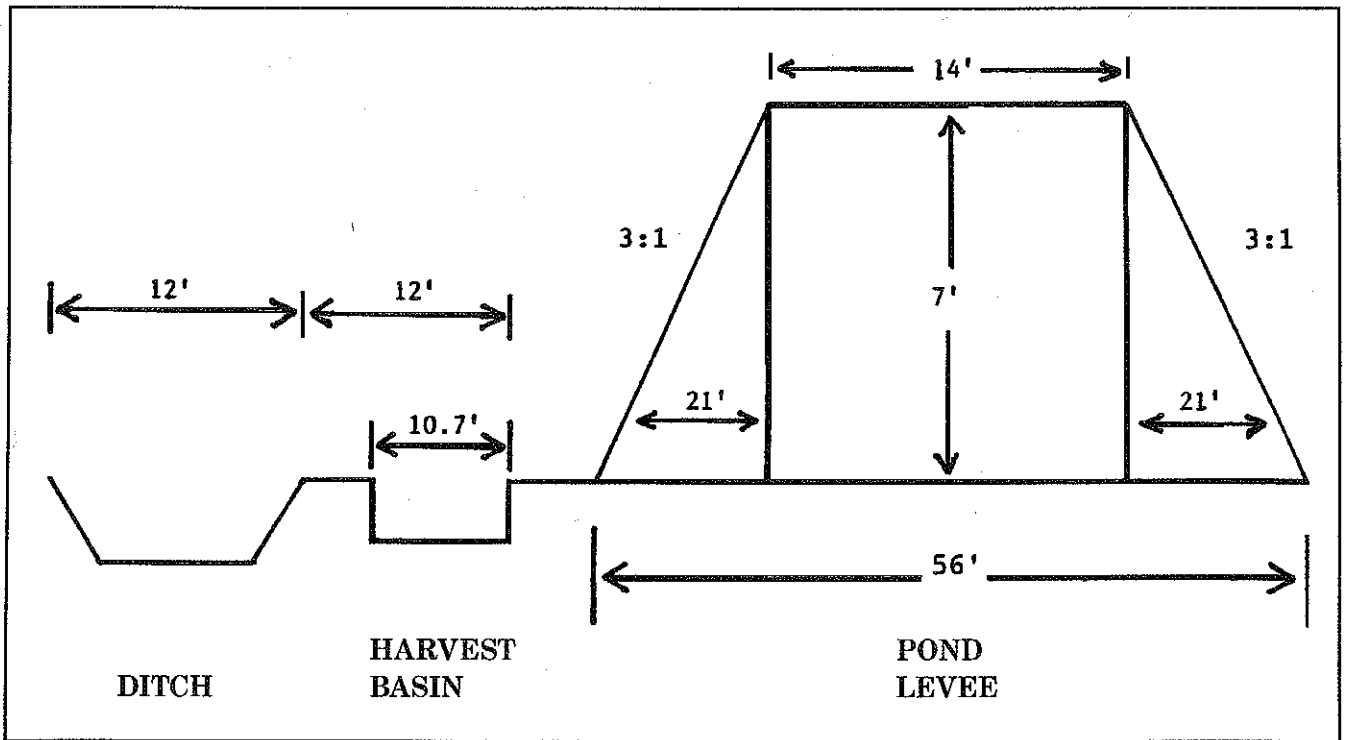 14'
3:1
3:1
12'
12'
7'
21'
21'
10.7'
56'
DITCH
HARVEST
BASIN
POND
LEVEE